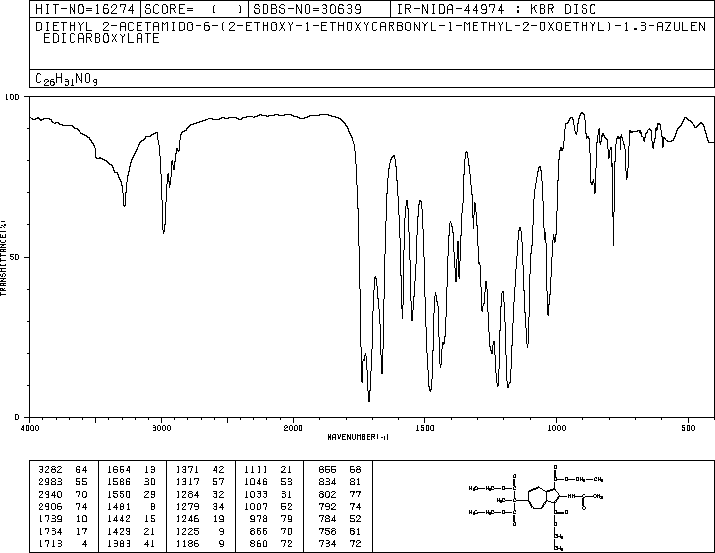 HIT-NO=16274 SCORE= ( ) SDBS-NO=30639 IR-NIDA-44974 : KBR DISC
DIETHYL 2-ACETAMIDO-6-(2-ETHOXY-1-ETHOXYCARBONYL-1-METHYL-2-OXOETHYL)-1,3-AZULEN
EDICARBOXYLATE
C26H31NO9
100
50
0
TRANSMITTANCE(%)
4000 3000 2000 1500 1000 500
WAVENUMBER(-1)
3282 64 1664 13 1371 42 1111 21 866 68
2983 55 1586 30 1317 57 1046 53 834 81
2940 70 1550 29 1284 32 1033 31 802 77
2906 74 1481 8 1279 34 1007 52 792 74
1739 10 1442 15 1246 19 978 79 784 52
1734 17 1429 21 1225 9 866 70 758 81
1713 4 1383 41 1186 9 860 72 734 72